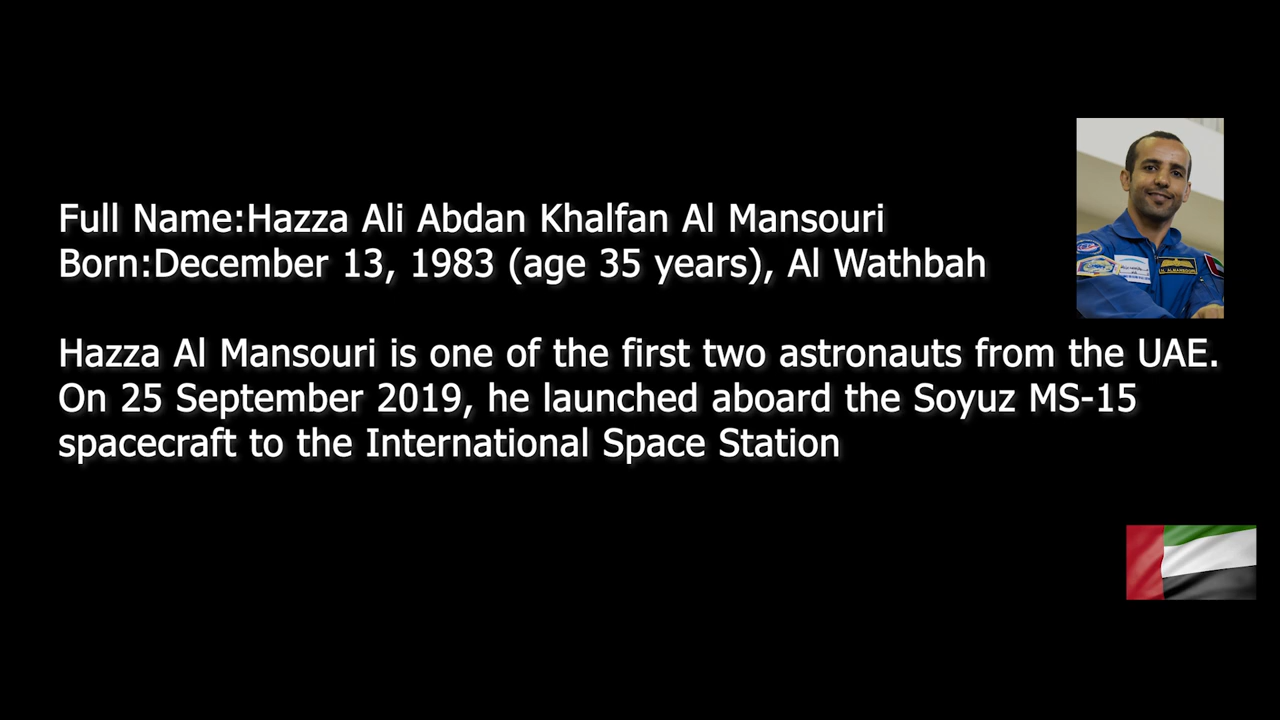 Full Name:Hazza Ali Abdan Khalfan Al Mansouri
Born:December 13, 1983 (age 35 years), Al Wathbah
Hazza Al Mansouri is one of the first two astronauts from the UAE.
On 25 September 2019, he launched aboard the Soyuz MS-15
spacecraft to the International Space Station